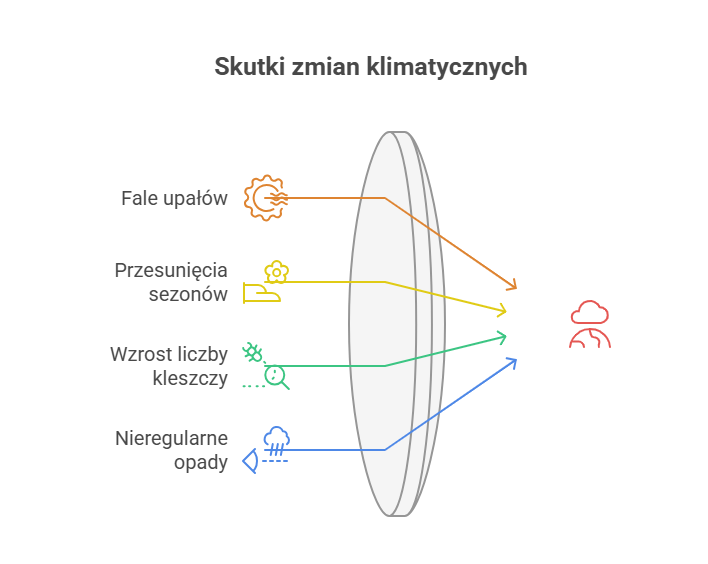 Skutki zmian klimatycznych
Fale upałów
Przesunięcia
sezonów
Wzrost liczby
kleszczy
Nieregularne
opady